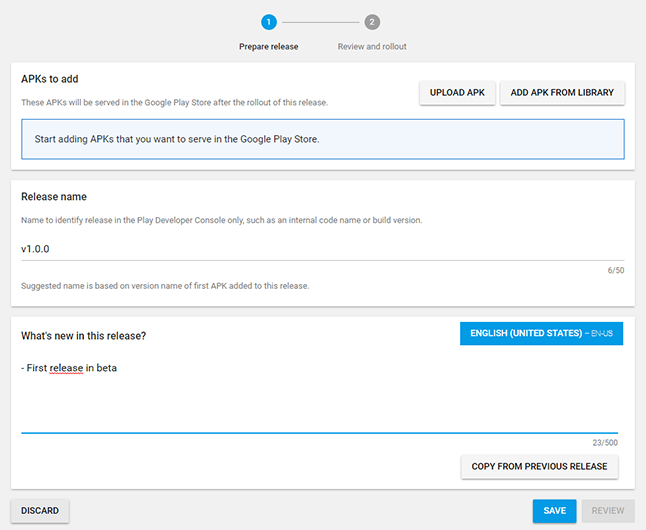 1 2
Prepare release Review and rollout
APKs to add
UPLOAD APK ADD APK FROM LIBRARY
These APKs will be served in the Google Play Store after the rollout of this release.
Start adding APKs that you want to serve in the Google Play Store.
Release name
Name to identify release in the Play Developer Console only, such as an internal code name or build version.
v1.0.0
6/50
Suggested name is based on version name of first APK added to this release.
What's new in this release? ENGLISH (UNITED STATES) – EN-US
- First release in beta
23/500
COPY FROM PREVIOUS RELEASE
DISCARD SAVE REVIEW